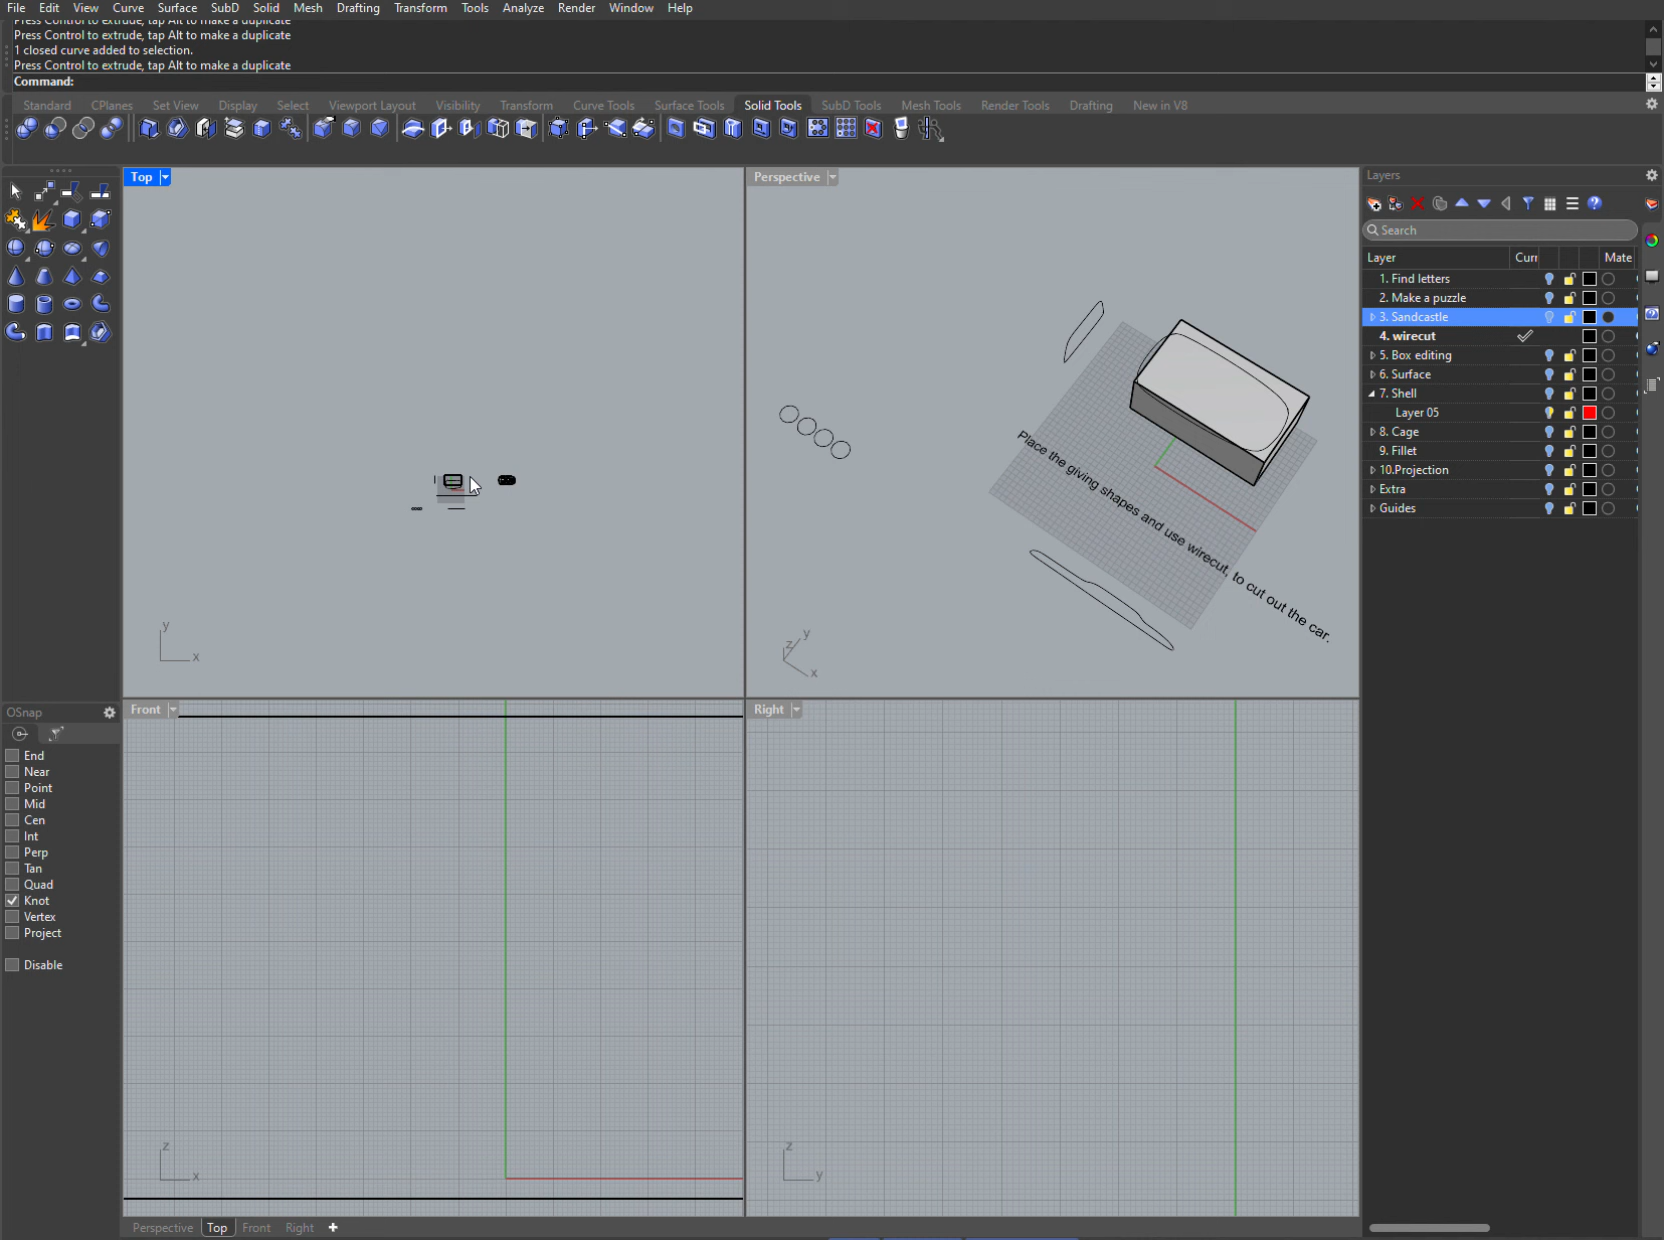 File Edit View Curve Surface SubD Solid Mesh Drafting Transform Tools Analyze Render Window Help
Press Control to extrude, tap Alt to make a duplicate
Press Control to extrude, tap Alt to make a duplicate
1 closed curve added to selection.
Press Control to extrude, tap Alt to make a duplicate
Command:
Standard CPlanes Set View Display Select Viewport Layout Visibility Transform Curve Tools Surface Tools Solid Tools SubD Tools Mesh Tools Render Tools Drafting New in V8
Top
y
x
Perspective
Place the giving shapes and use wirecut, to cut out the car.
z
y
x
Front
z
x
Right
z
y
Perspective Top Front Right
OSnap
End
Near
Point
Mid
Cen
Int
Perp
Tan
Quad
Knot
Vertex
Project
Disable
Layers
Search
Layer Curr Mate
1. Find letters
2. Make a puzzle
3. Sandcastle
4. wirecut
5. Box editing
6. Surface
7. Shell
Layer 05
8. Cage
9. Fillet
10.Projection
Extra
Guides